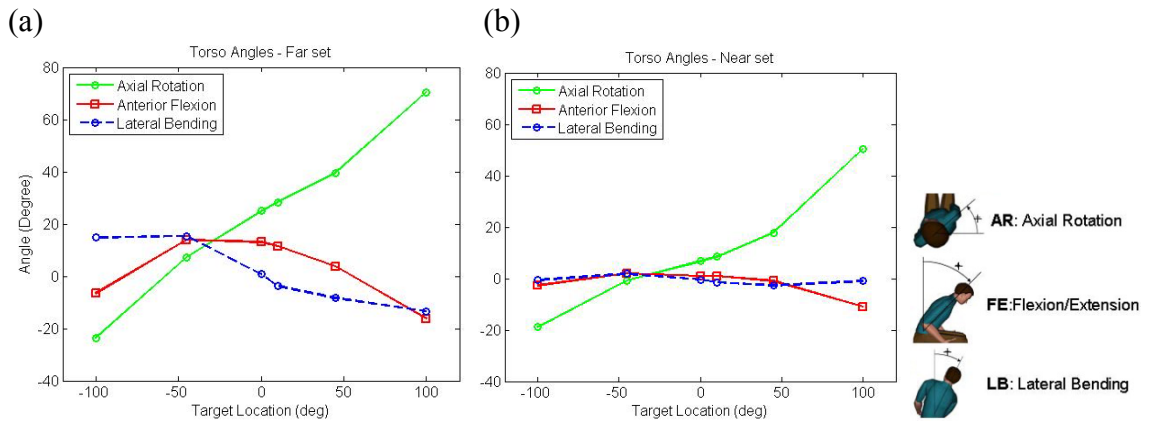 (a)
Torso Angles - Far set
Axial Rotation
Anterior Flexion
Lateral Bending
80
60
40
20
0
-20
-40
Angle (Degree)
-100 -50 0 50 100
Target Location (deg)
(b)
Torso Angles - Near set
Axial Rotation
Anterior Flexion
Lateral Bending
80
60
40
20
0
-20
-40
-100 -50 0 50 100
Target Location (deg)
+
AR: Axial Rotation
+
FE:Flexion/Extension
+
LB: Lateral Bending